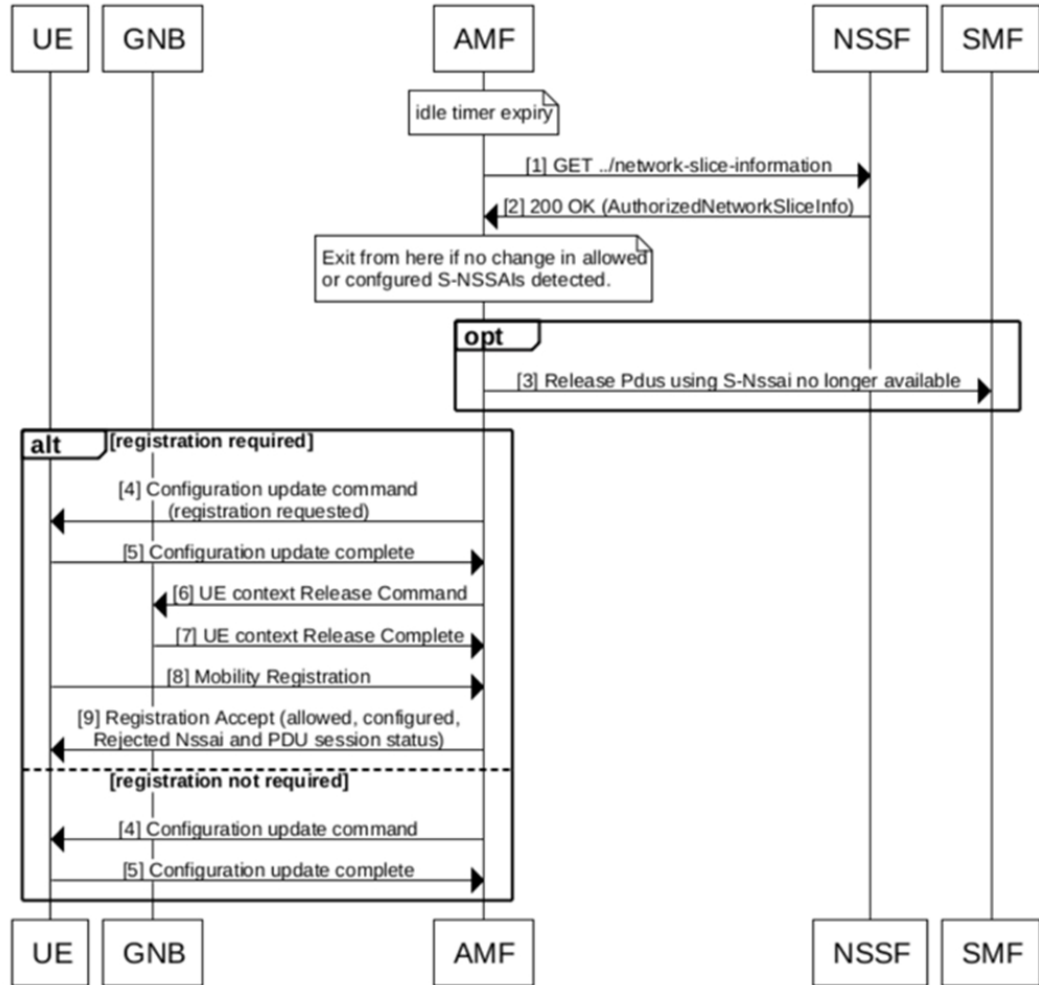 UE GNB AMF NSSF SMF
idle timer expiry
[1] GET ../network-slice-information
[2] 200 OK (AuthorizedNetworkSliceInfo)
Exit from here if no change in allowed
or confgured S-NSSAIs detected.
opt
[3] Release Pdus using S-Nssai no longer available
alt [registration required]
[4] Configuration update command
(registration requested)
[5] Configuration update complete
[6] UE context Release Command
[7] UE context Release Complete
[8] Mobility Registration
[9] Registration Accept (allowed, configured,
Rejected Nssai and PDU session status)
[registration not required]
[4] Configuration update command
[5] Configuration update complete
UE GNB AMF NSSF SMF